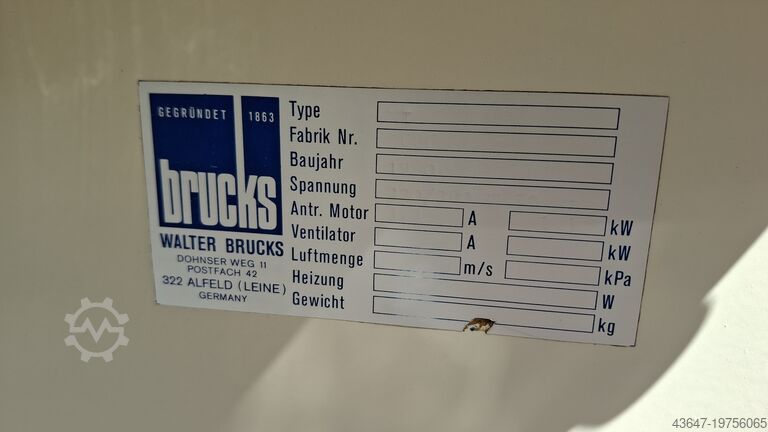 GEGRÜNDET 1863
brucks
WALTER BRUCKS
DOHNSER WEG 11
POSTFACH 42
322 ALFELD (LEINE)
GERMANY
Type
Fabrik Nr.
Baujahr
Spannung
Antr. Motor A kW
Ventilator A kW
Luftmenge m/s kPa
Heizung W
Gewicht kg
43647-19756065